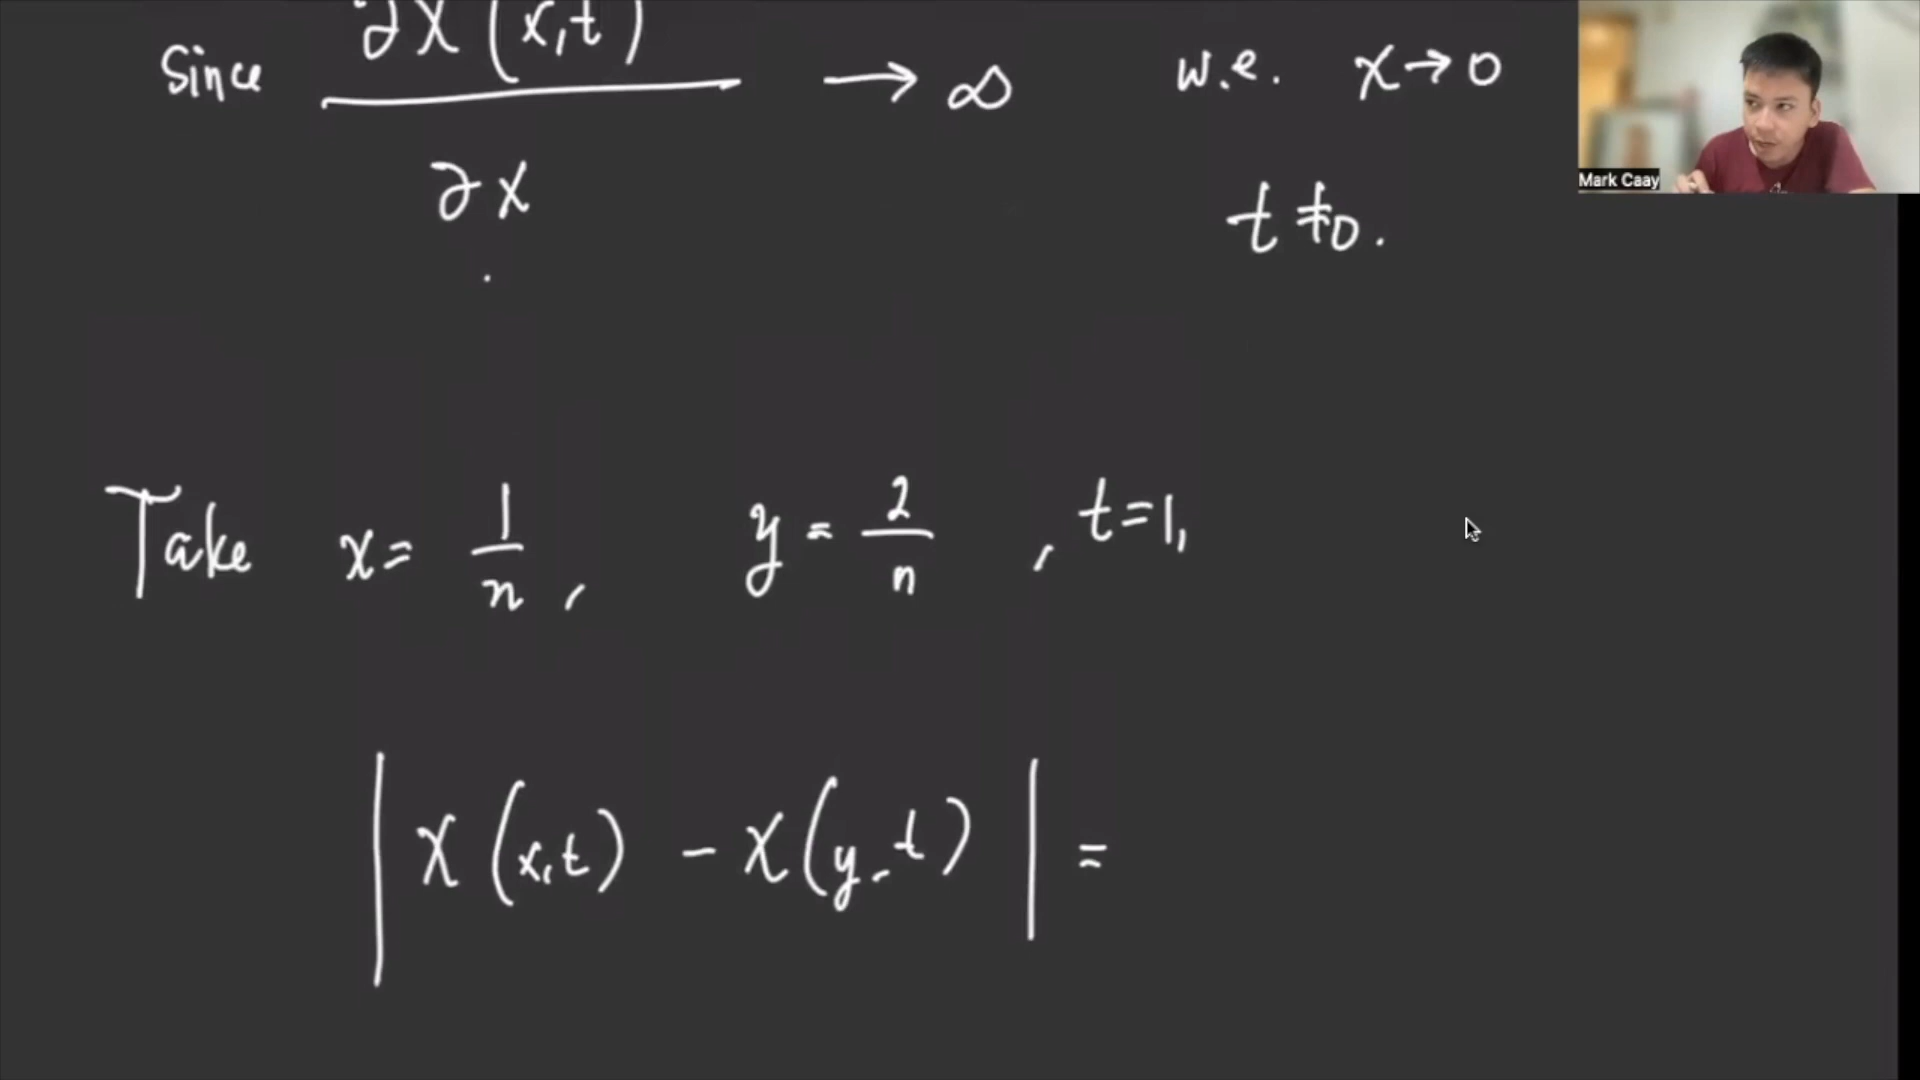 Since ∂X(x,t) / ∂x → ∞ w.e. x→0
t≠0.
Mark Caay
Take x = 1/n, y = 2/n, t=1,
|X(x,t) - X(y,t)| =